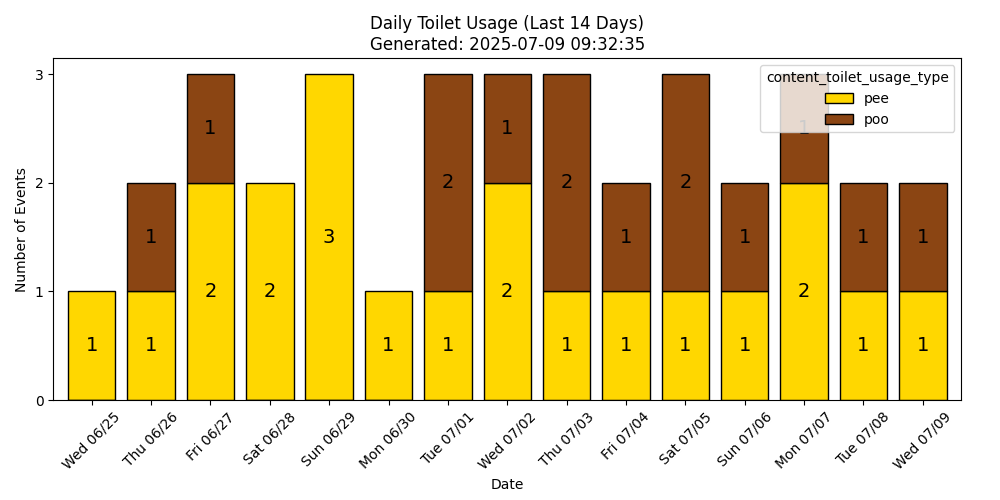 Daily Toilet Usage (Last 14 Days)
Generated: 2025-07-09 09:32:35
content_toilet_usage_type
pee
poo
Number of Events
3
2
1
0
1
1
1
2
1
2
3
1
1
2
2
1
1
2
1
1
2
1
1
1
2
1
1
1
1
1
Wed 06/25
Thu 06/26
Fri 06/27
Sat 06/28
Sun 06/29
Mon 06/30
Tue 07/01
Wed 07/02
Thu 07/03
Fri 07/04
Sat 07/05
Sun 07/06
Mon 07/07
Tue 07/08
Wed 07/09
Date